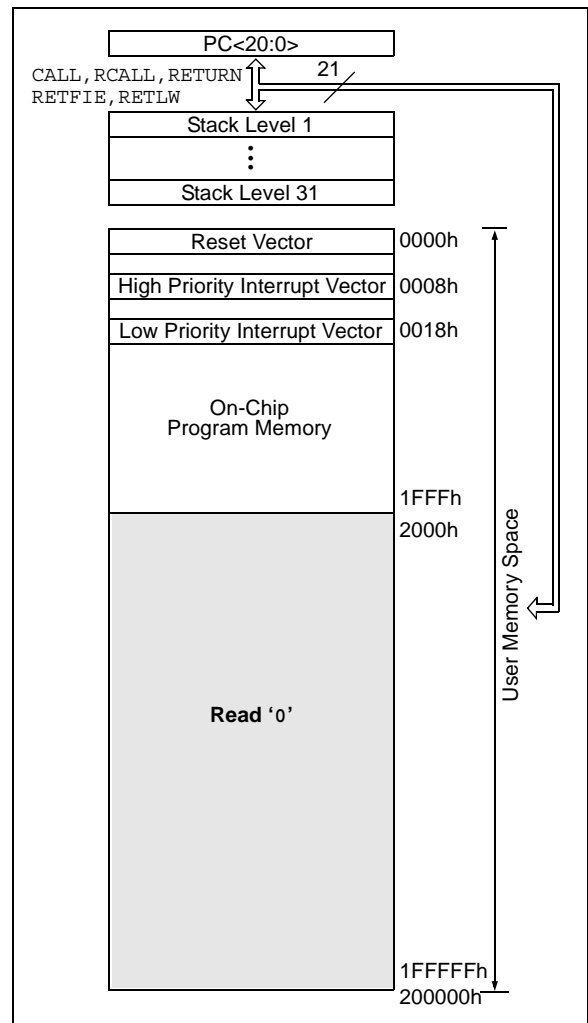 PC<20:0>
CALL,RCALL,RETURN
RETFIE,RETLW
21
Stack Level 1
Stack Level 31
Reset Vector
0000h
High Priority Interrupt Vector
0008h
Low Priority Interrupt Vector
0018h
On-Chip
Program Memory
1FFFh
2000h
User Memory Space
Read ‘0’
1FFFFFh
200000h